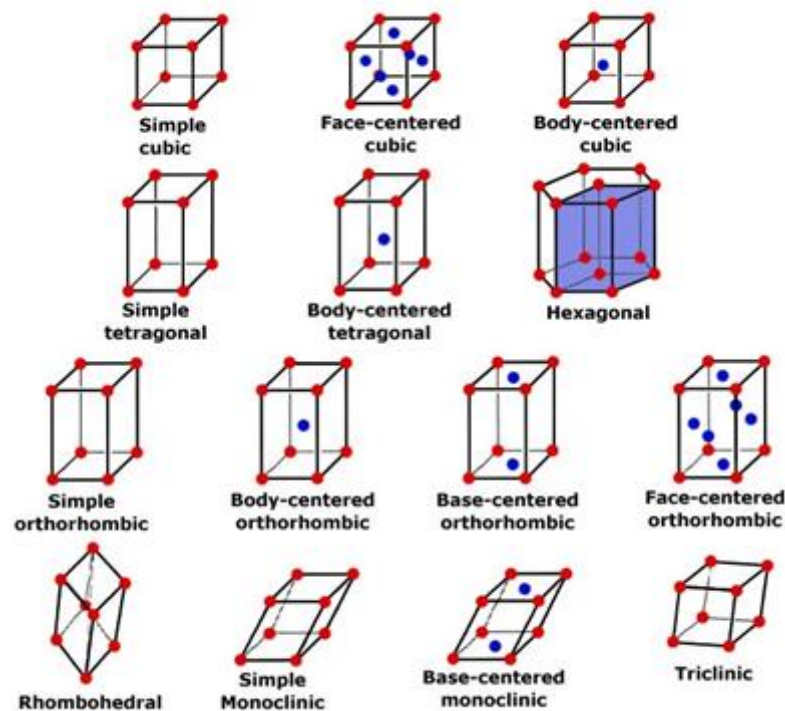 Simple
cubic
Face-centered
cubic
Body-centered
cubic
Simple
tetragonal
Body-centered
tetragonal
Hexagonal
Simple
orthorhombic
Body-centered
orthorhombic
Base-centered
orthorhombic
Face-centered
orthorhombic
Rhombohedral
Simple
Monoclinic
Base-centered
monoclinic
Triclinic